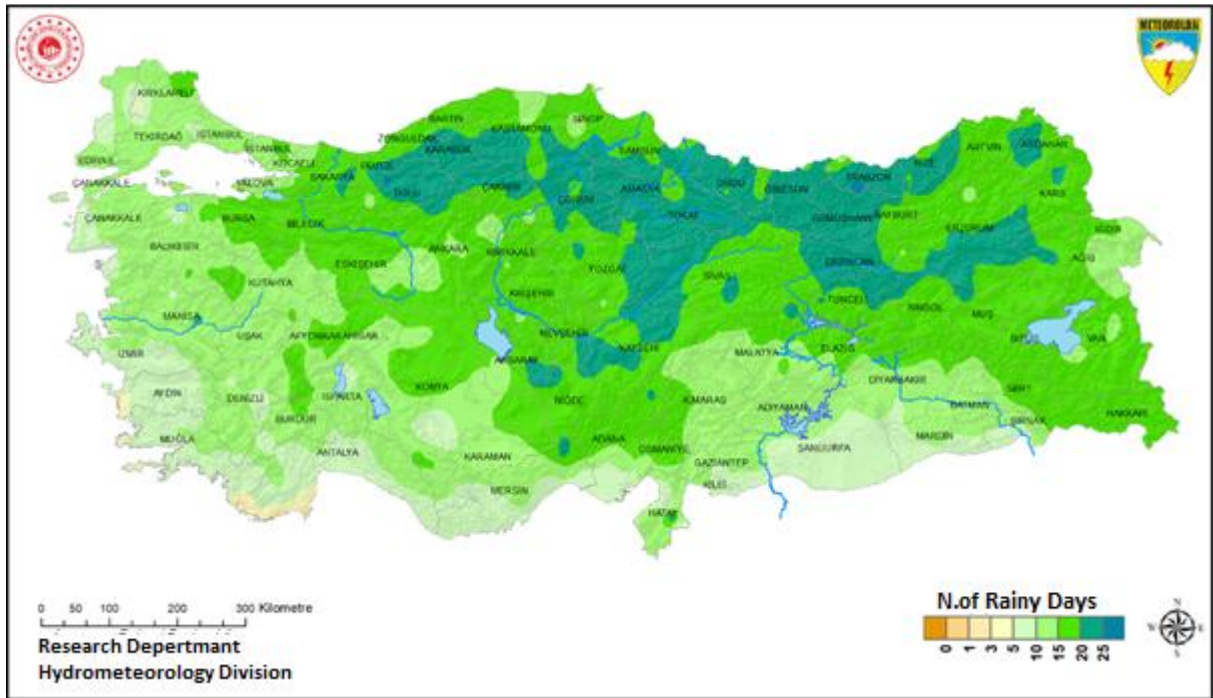 METEOROLOJİ
KIRKLARELİ
TEKİRDAĞ
İSTANBUL
EDİRNE
İSTANBUL
KOCAELİ
YALOVA
ÇANAKKALE
ÇANAKKALE
SAKARYA
DÜZCE
ZONGULDAK
BARTIN
KARABÜK
KASTAMONU
SİNOP
SAMSUN
BOLU
ÇANKIRI
ÇORUM
AMASYA
ORDU
GİRESUN
TRABZON
RİZE
ARTVİN
ARDAHAN
KARS
TOKAT
GÜMÜŞHANE
BAYBURT
ERZURUM
IĞDIR
AĞRI
BURSA
BİLECİK
BALIKESİR
ESKİŞEHİR
ANKARA
KIRIKKALE
YOZGAT
SİVAS
ERZİNCAN
TUNCELİ
BİNGÖL
MUŞ
KÜTAHYA
KIRŞEHİR
NEVŞEHİR
KAYSERİ
MANİSA
UŞAK
AFYONKARAHİSAR
AKSARAY
MALATYA
ELAZIĞ
BİTLİS
VAN
İZMİR
AYDIN
DENİZLİ
ISPARTA
BURDUR
KONYA
NİĞDE
K.MARAŞ
ADIYAMAN
DİYARBAKIR
BATMAN
SİİRT
ŞIRNAK
HAKKARİ
MARDİN
MUĞLA
ANTALYA
KARAMAN
MERSİN
ADANA
OSMANİYE
GAZİANTEP
ŞANLIURFA
KİLİS
HATAY
N
W E
S
0 50 100 200 300 Kilometre
Research Depertmant
Hydrometeorology Division
N.of Rainy Days
0 1 3 5 10 15 20 25